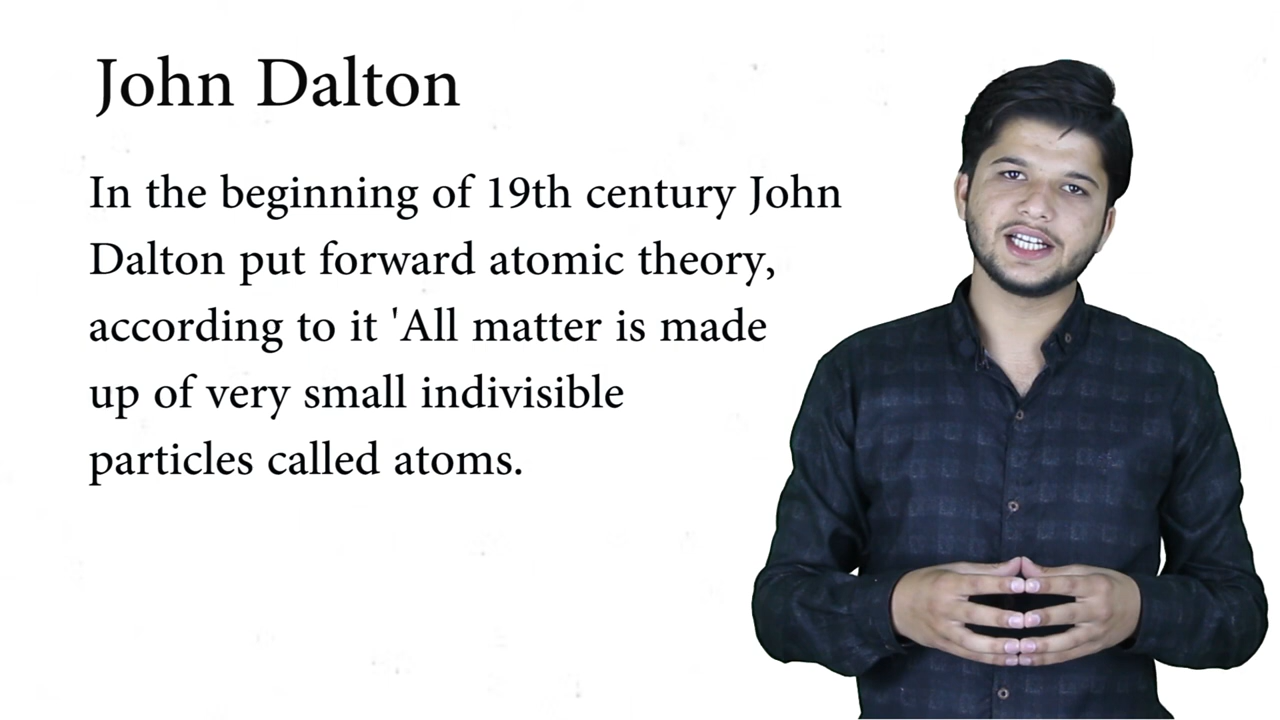 John Dalton
In the beginning of 19th century John
Dalton put forward atomic theory,
according to it 'All matter is made
up of very small indivisible
particles called atoms.